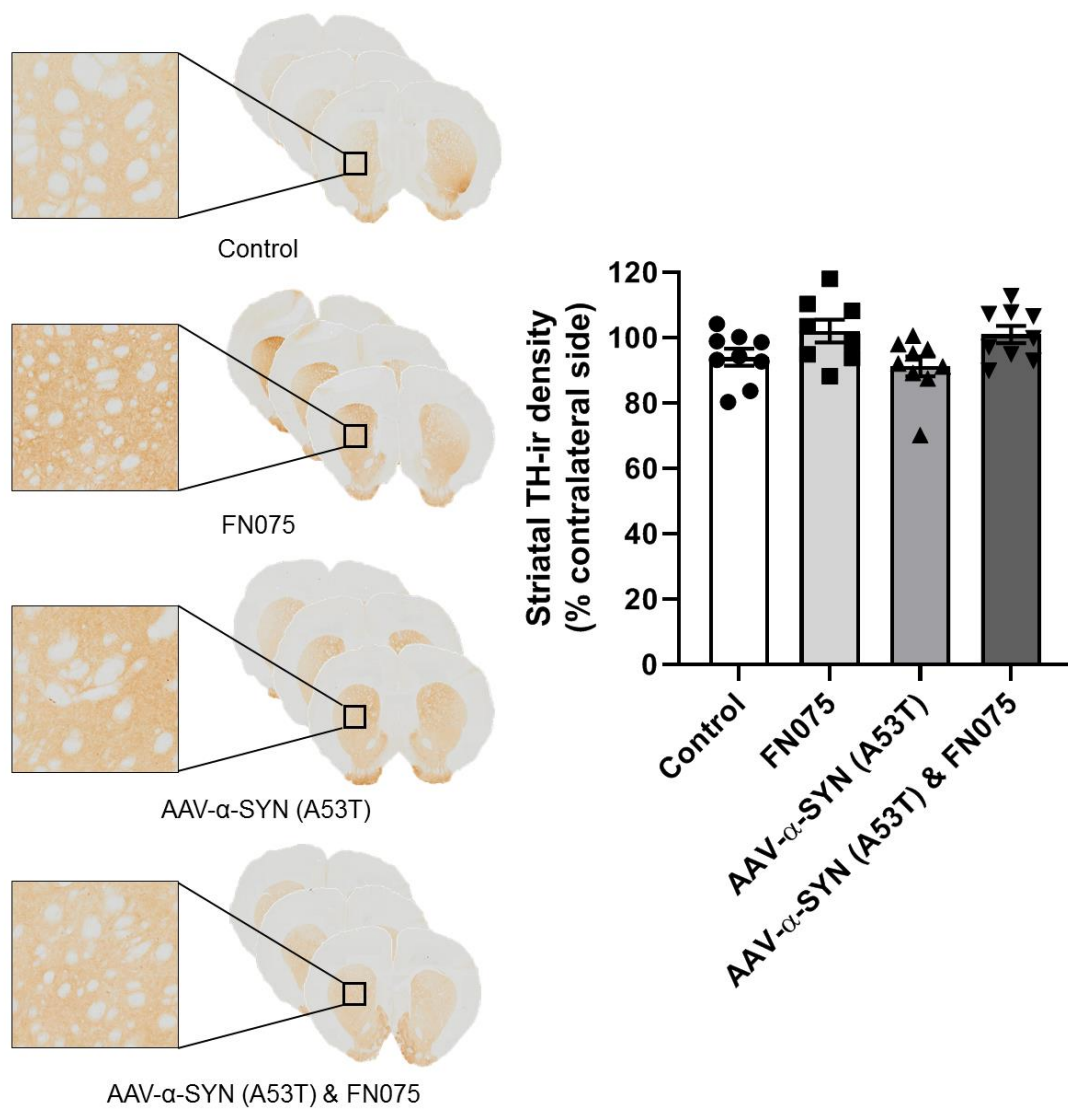 Control
FN075
AAV-α-SYN (A53T)
AAV-α-SYN (A53T) & FN075
Striatal TH-ir density
(% contralateral side)
120
100
80
60
40
20
0
Control
FN075
AAV-α-SYN (A53T)
AAV-α-SYN (A53T) & FN075